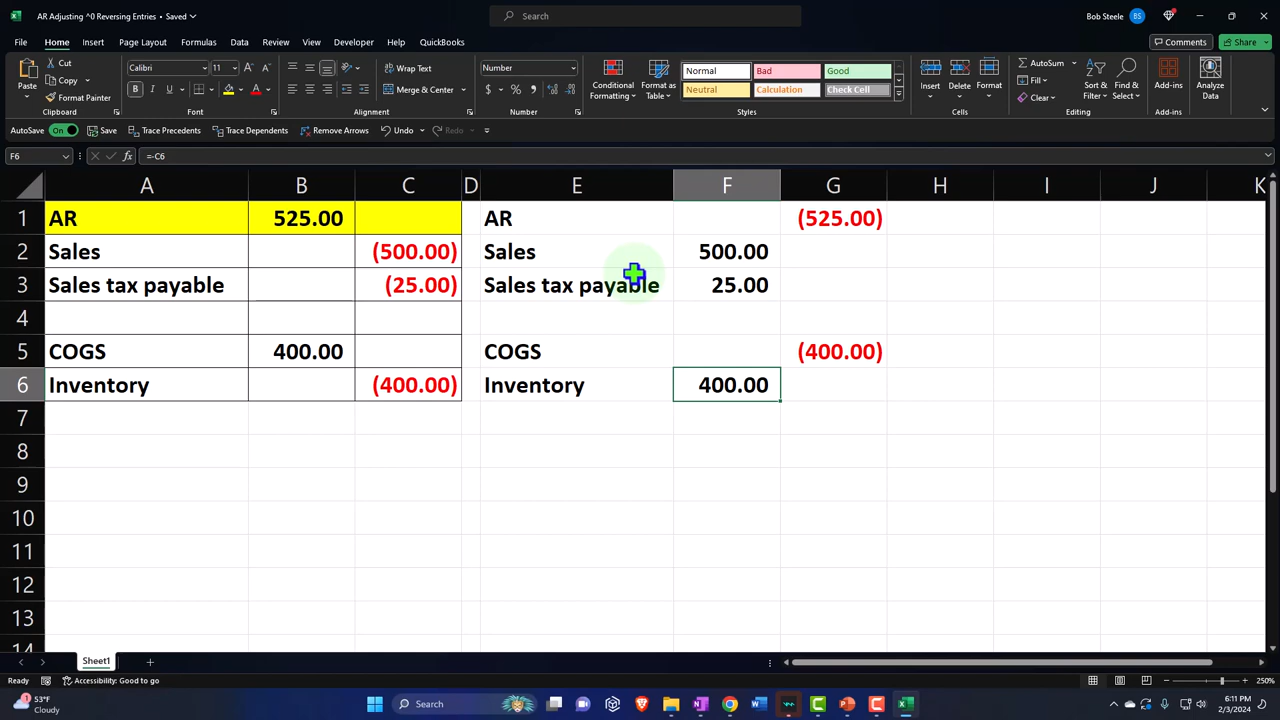 AR Adjusting ^0 Reversing Entries • Saved
Search
Bob Steele BS
File Home Insert Page Layout Formulas Data Review View Developer Help QuickBooks
Comments Share
Paste Cut Copy Format Painter Clipboard
Calibri 11 B I U Font
Wrap Text Merge & Center Alignment
Number $ % Number
Conditional Formatting Format as Table
Normal Bad Good
Neutral Calculation Check Cell
Styles
Insert Delete Format Cells
AutoSum Fill Clear Sort & Filter Find & Select Editing
Add-ins Add-ins
Analyze Data
AutoSave On Save Trace Precedents Trace Dependents Remove Arrows Undo Redo
F6 fx =-C6
A B C D E F G H I J K
1 AR 525.00 AR (525.00)
2 Sales (500.00) Sales 500.00
3 Sales tax payable (25.00) Sales tax payable 25.00
4
5 COGS 400.00 COGS (400.00)
6 Inventory (400.00) Inventory 400.00
7
8
9
10
11
12
13
14
Sheet1
Ready Accessibility: Good to go 250%
1 53°F Cloudy
Search
6:11 PM
2/3/2024